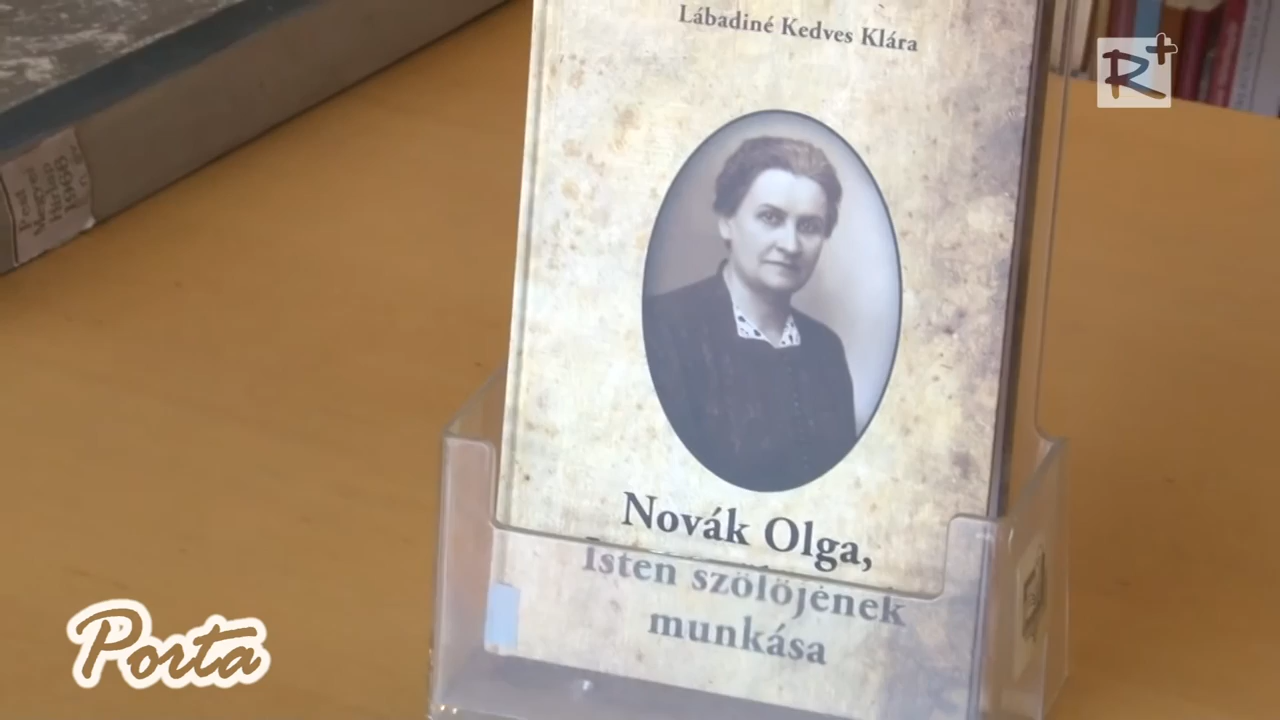 Lábadiné Kedves Klára
R+
Novák Olga,
Isten szőlőjének
munkása
Porta